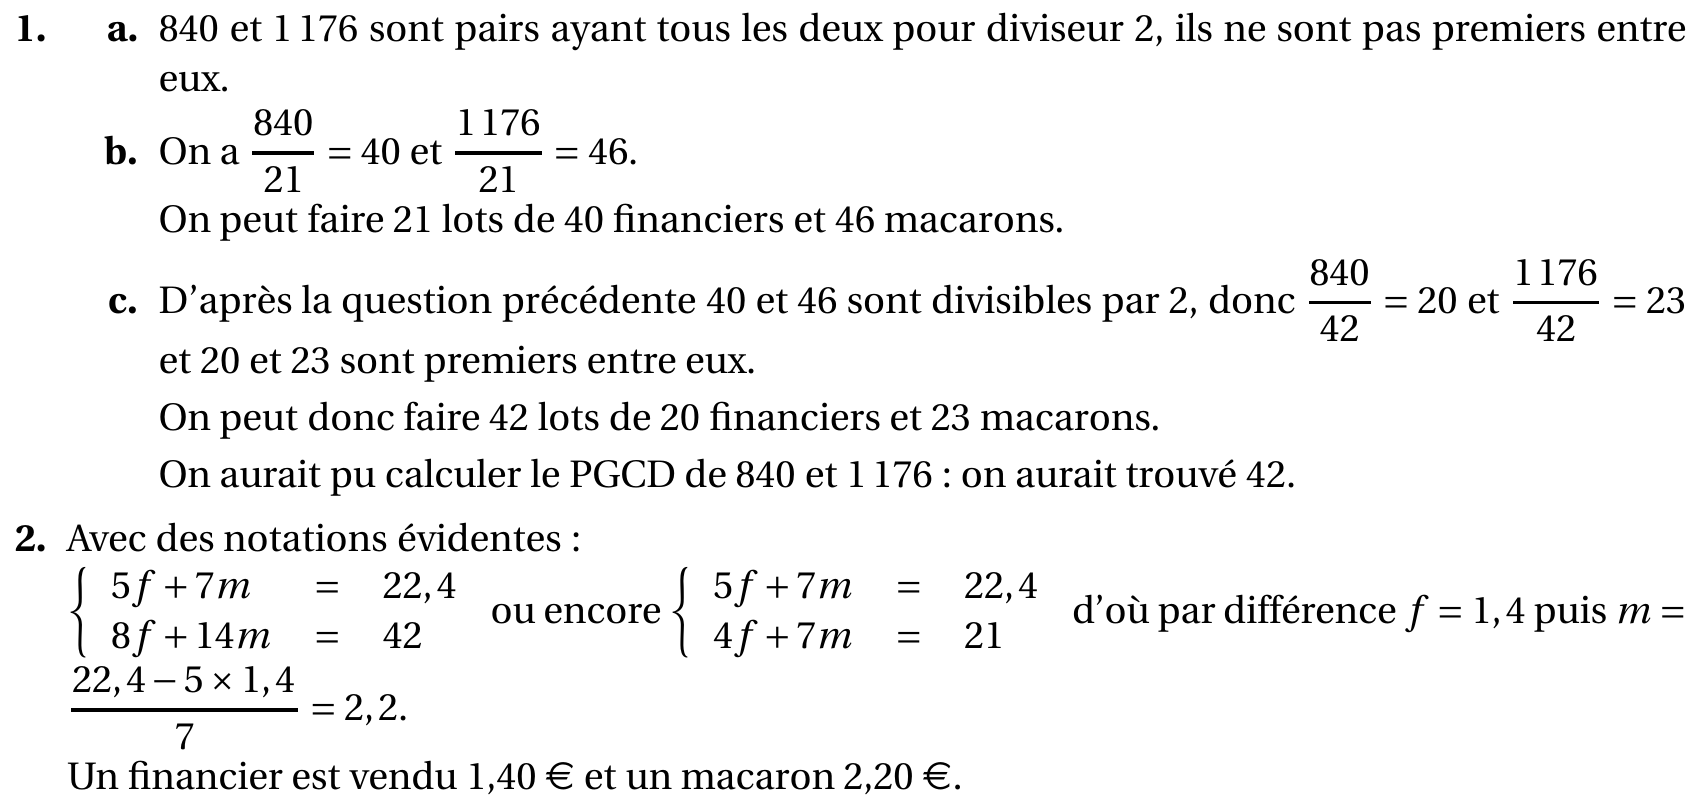 1. a. 840 et 1 176 sont pairs ayant tous les deux pour diviseur 2, ils ne sont pas premiers entre
eux.
b. On a \frac{840}{21} = 40 et \frac{1 176}{21} = 46.
On peut faire 21 lots de 40 financiers et 46 macarons.
c. D'après la question précédente 40 et 46 sont divisibles par 2, donc \frac{840}{42} = 20 et \frac{1 176}{42} = 23
et 20 et 23 sont premiers entre eux.
On peut donc faire 42 lots de 20 financiers et 23 macarons.
On aurait pu calculer le PGCD de 840 et 1 176 : on aurait trouvé 42.
2. Avec des notations évidentes :
\begin{cases} 5f + 7m = 22,4 \\ 8f + 14m = 42 \end{cases} ou encore \begin{cases} 5f + 7m = 22,4 \\ 4f + 7m = 21 \end{cases} d'où par différence f = 1,4 puis m =
\frac{22,4 - 5 × 1,4}{7} = 2,2.
Un financier est vendu 1,40 € et un macaron 2,20 €.